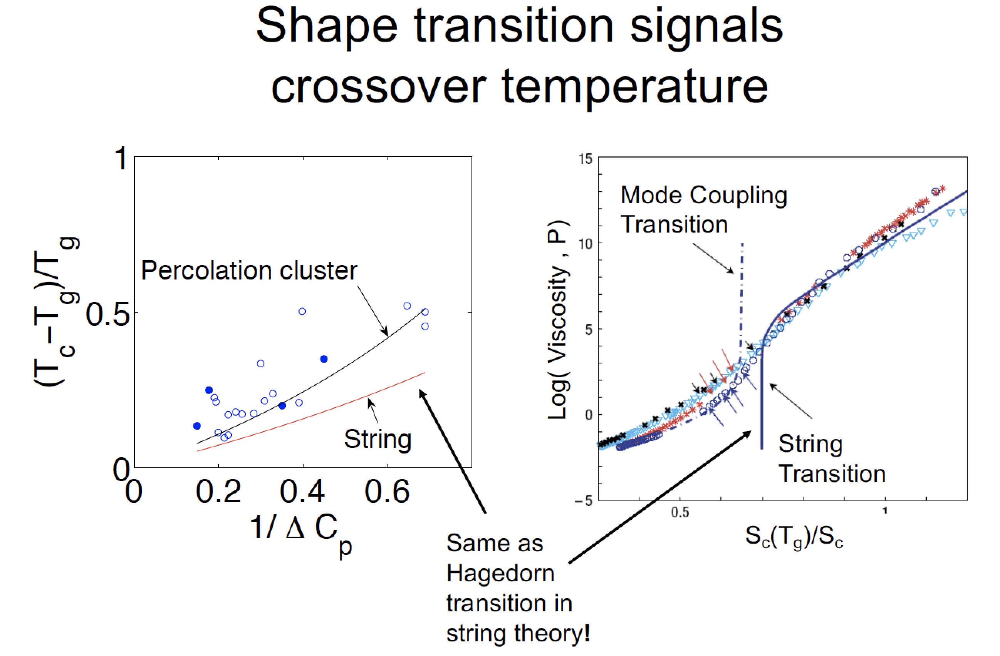 Shape transition signals
crossover temperature
1
0.5
0
(Tc−Tg)/Tg
Percolation cluster
String
0
0.2
0.4
0.6
1/ Δ Cp
15
10
5
0
−5
Log( Viscosity , P)
Mode Coupling
Transition
String
Transition
0.5
1
Sc(Tg)/Sc
Same as
Hagedorn
transition in
string theory!